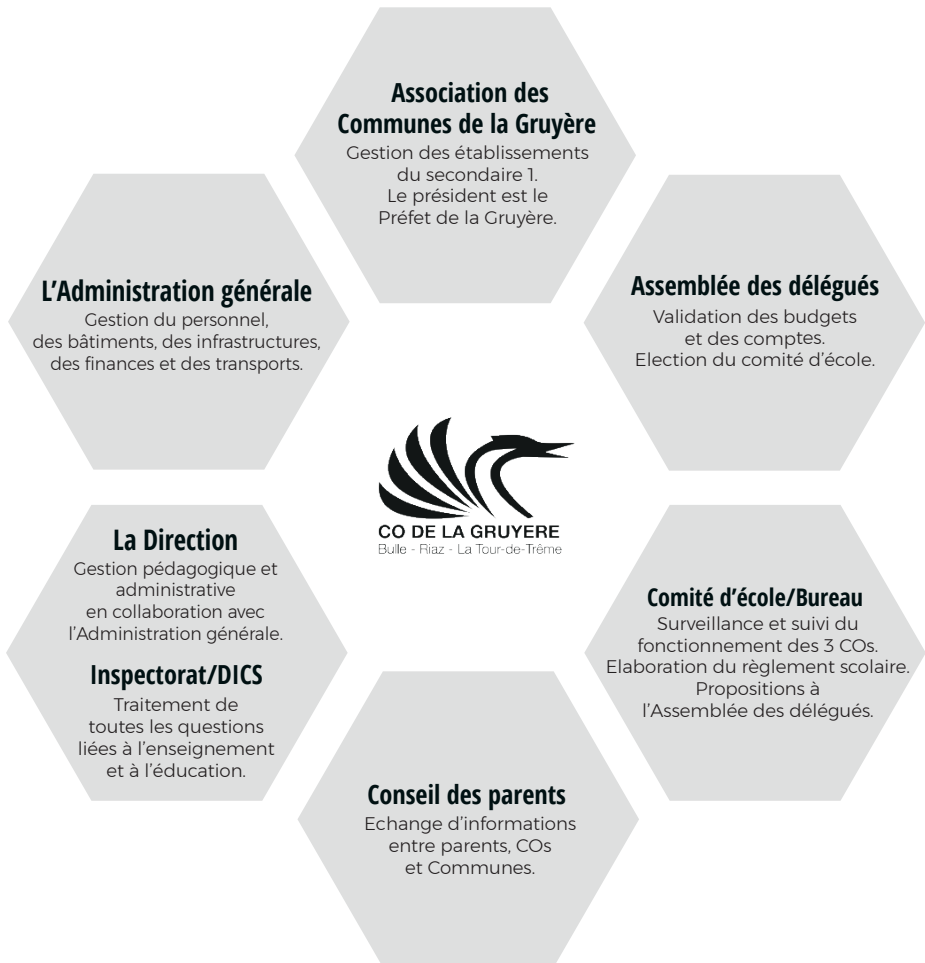 Association des
Communes de la Gruyère
Gestion des établissements
du secondaire 1.
Le présidaire est le
Préfet de la Gruyère.
L'Administration générale
Gestion du personnel,
des bâtiments, des infrastructures,
des finances et des transports.
Assemblée des délégués
Validation des budgets
et des comptes.
Election du comité d'école.
CO DE LA GRUYERE
Bulle - Riaz - La Tour-de-Trême
La Direction
Gestion pédagogique et
administrative
en collaboration avec
l'Administration générale.
Inspectorat/DICS
Traitement de
toutes les questions
liées à l'enseignement
et à l'éducation.
Comité d'école/Bureau
Surveillance et suivi du
fonctionnement des 3 COs.
Elaboration du règlement scolaire.
Propositions à
l'Assemblée des délégués.
Conseil des parents
Echange d'informations
entre parents, COs
et Communes.